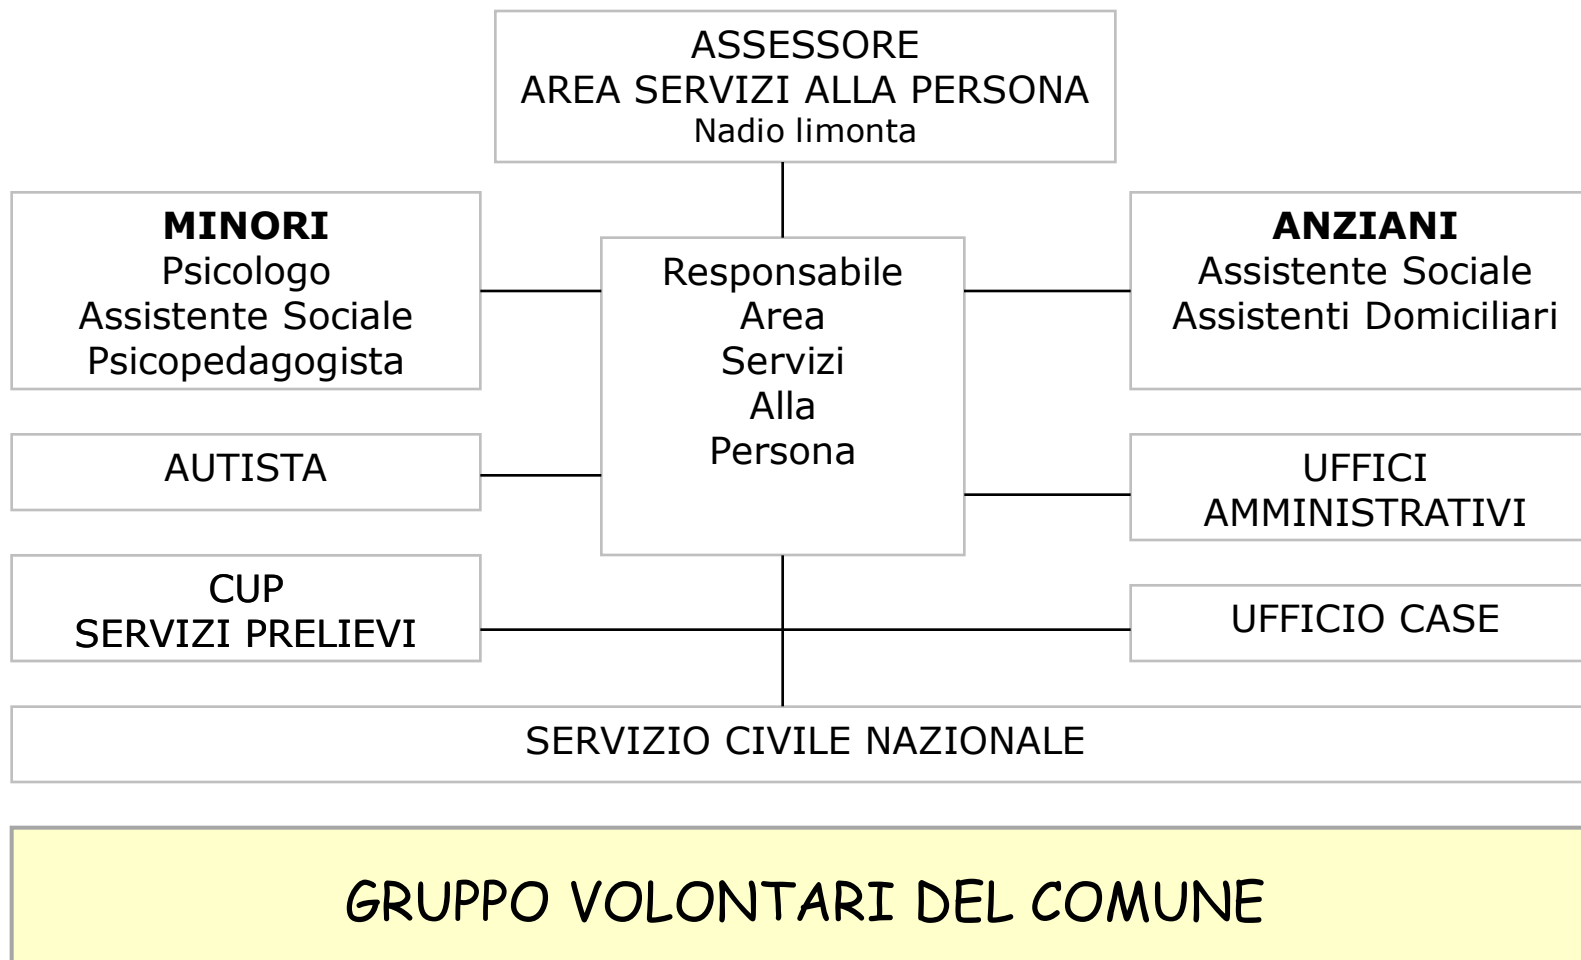 ASSESSORE
AREA SERVIZI ALLA PERSONA
Nadio limonta
MINORI
Psicologo
Assistente Sociale
Psicopedagogista
Responsabile
Area
Servizi
Alla
Persona
ANZIANI
Assistente Sociale
Assistenti Domiciliari
AUTISTA
UFFICI
AMMINISTRATIVI
CUP
SERVIZI PRELIEVI
UFFICIO CASE
SERVIZIO CIVILE NAZIONALE
GRUPPO VOLONTARI DEL COMUNE